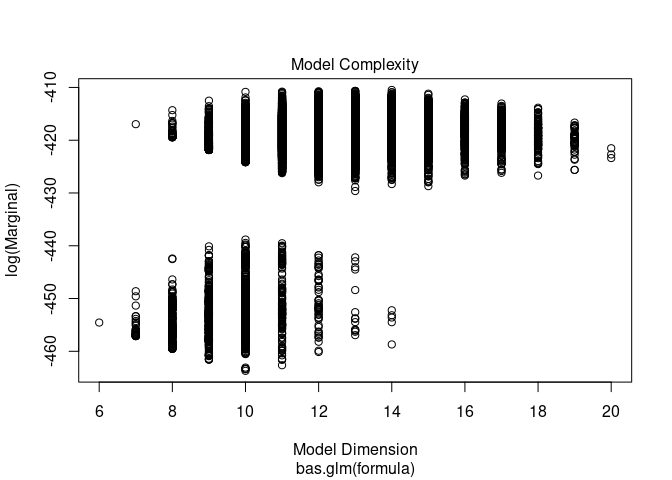 Model Complexity
log(Marginal)
-410
-420
-430
-440
-450
-460
6 8 10 12 14 16 18 20
Model Dimension
bas.glm(formula)